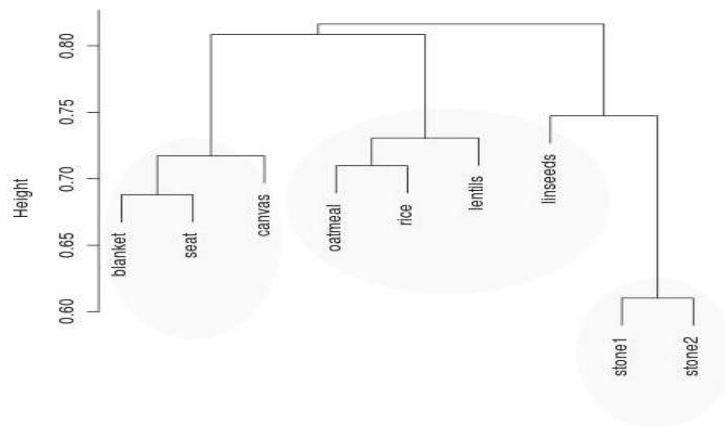 Height
0.80
0.75
0.70
0.65
0.60
blanket
seat
canvas
oatmeal
rice
lentils
linseeds
stone1
stone2